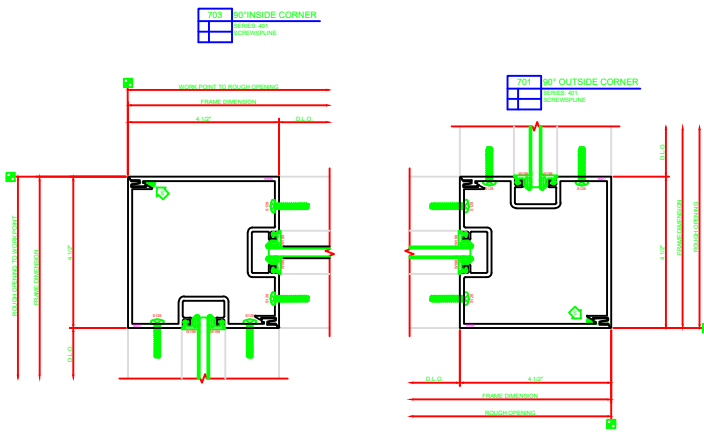 703 90°INSIDE CORNER
SERIES: 401
SCREWSPLINE
WORK POINT TO ROUGH OPENING
FRAME DIMENSION
4 1/2"
D.L.O.
ROUGH OPENING TO WORK POINT
FRAME DIMENSION
4 1/2"
D.L.O.
701 90° OUTSIDE CORNER
SERIES: 401
SCREWSPLINE
D.L.O.
4 1/2"
FRAME DIMENSION
ROUGH OPENING
D.L.O.
4 1/2"
FRAME DIMENSION
ROUGH OPENING